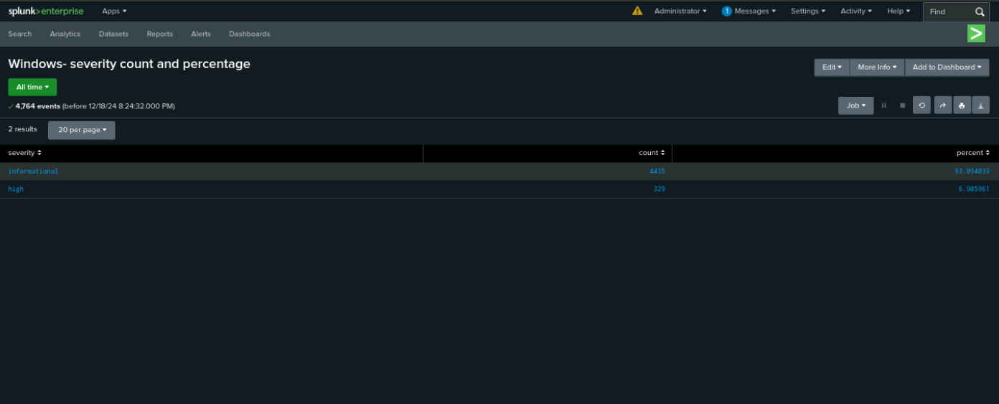 splunk>enterprise Apps Administrator 1 Messages Settings Activity Help Find
Search Analytics Datasets Reports Alerts Dashboards
Windows- severity count and percentage
Edit More Info Add to Dashboard
All time
4,764 events (before 12/18/24 8:24:32.000 PM)
Job
2 results 20 per page
severity count percent
informational 4435 93.094039
high 329 6.905961